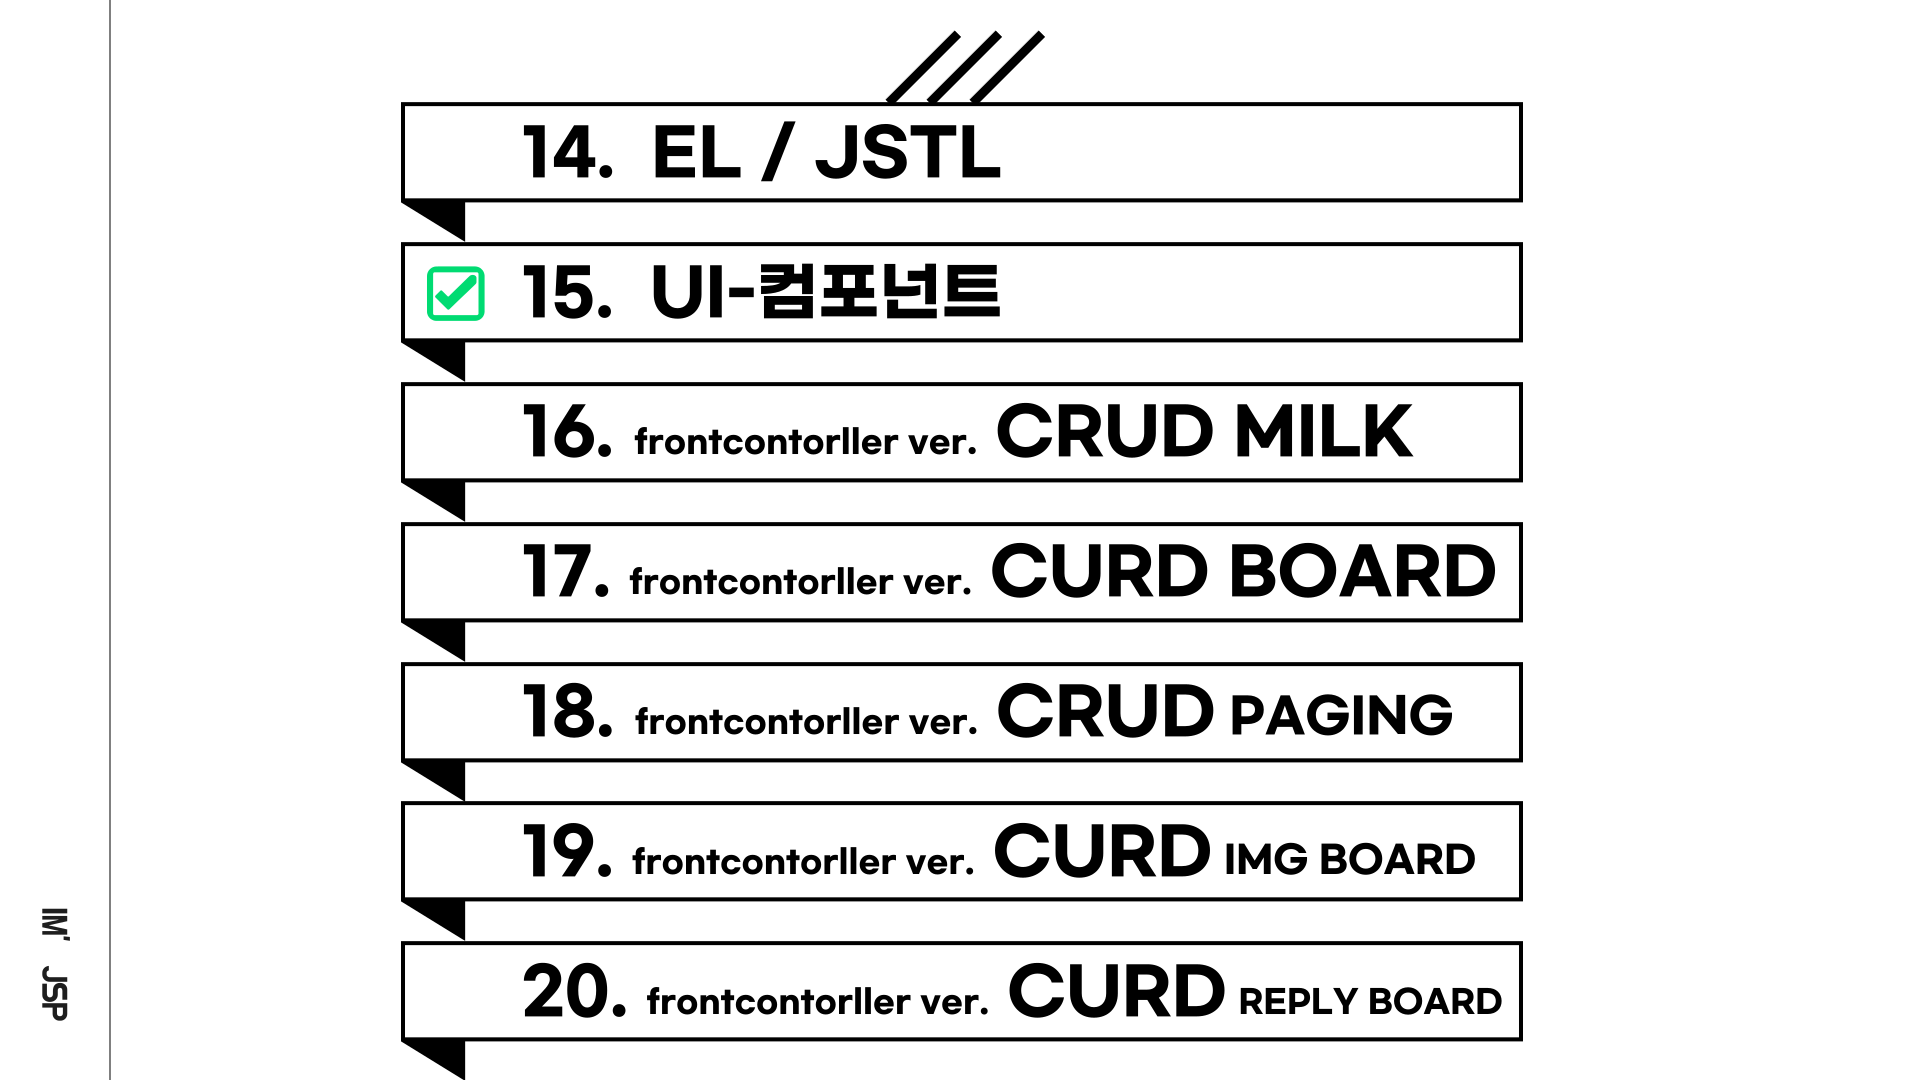 14. EL / JSTL
15. UI-컴포넌트
16. frontcontorller ver. CRUD MILK
17. frontcontorller ver. CURD BOARD
18. frontcontorller ver. CRUD PAGING
19. frontcontorller ver. CURD IMG BOARD
20. frontcontorller ver. CURD REPLY BOARD
IM' JSP